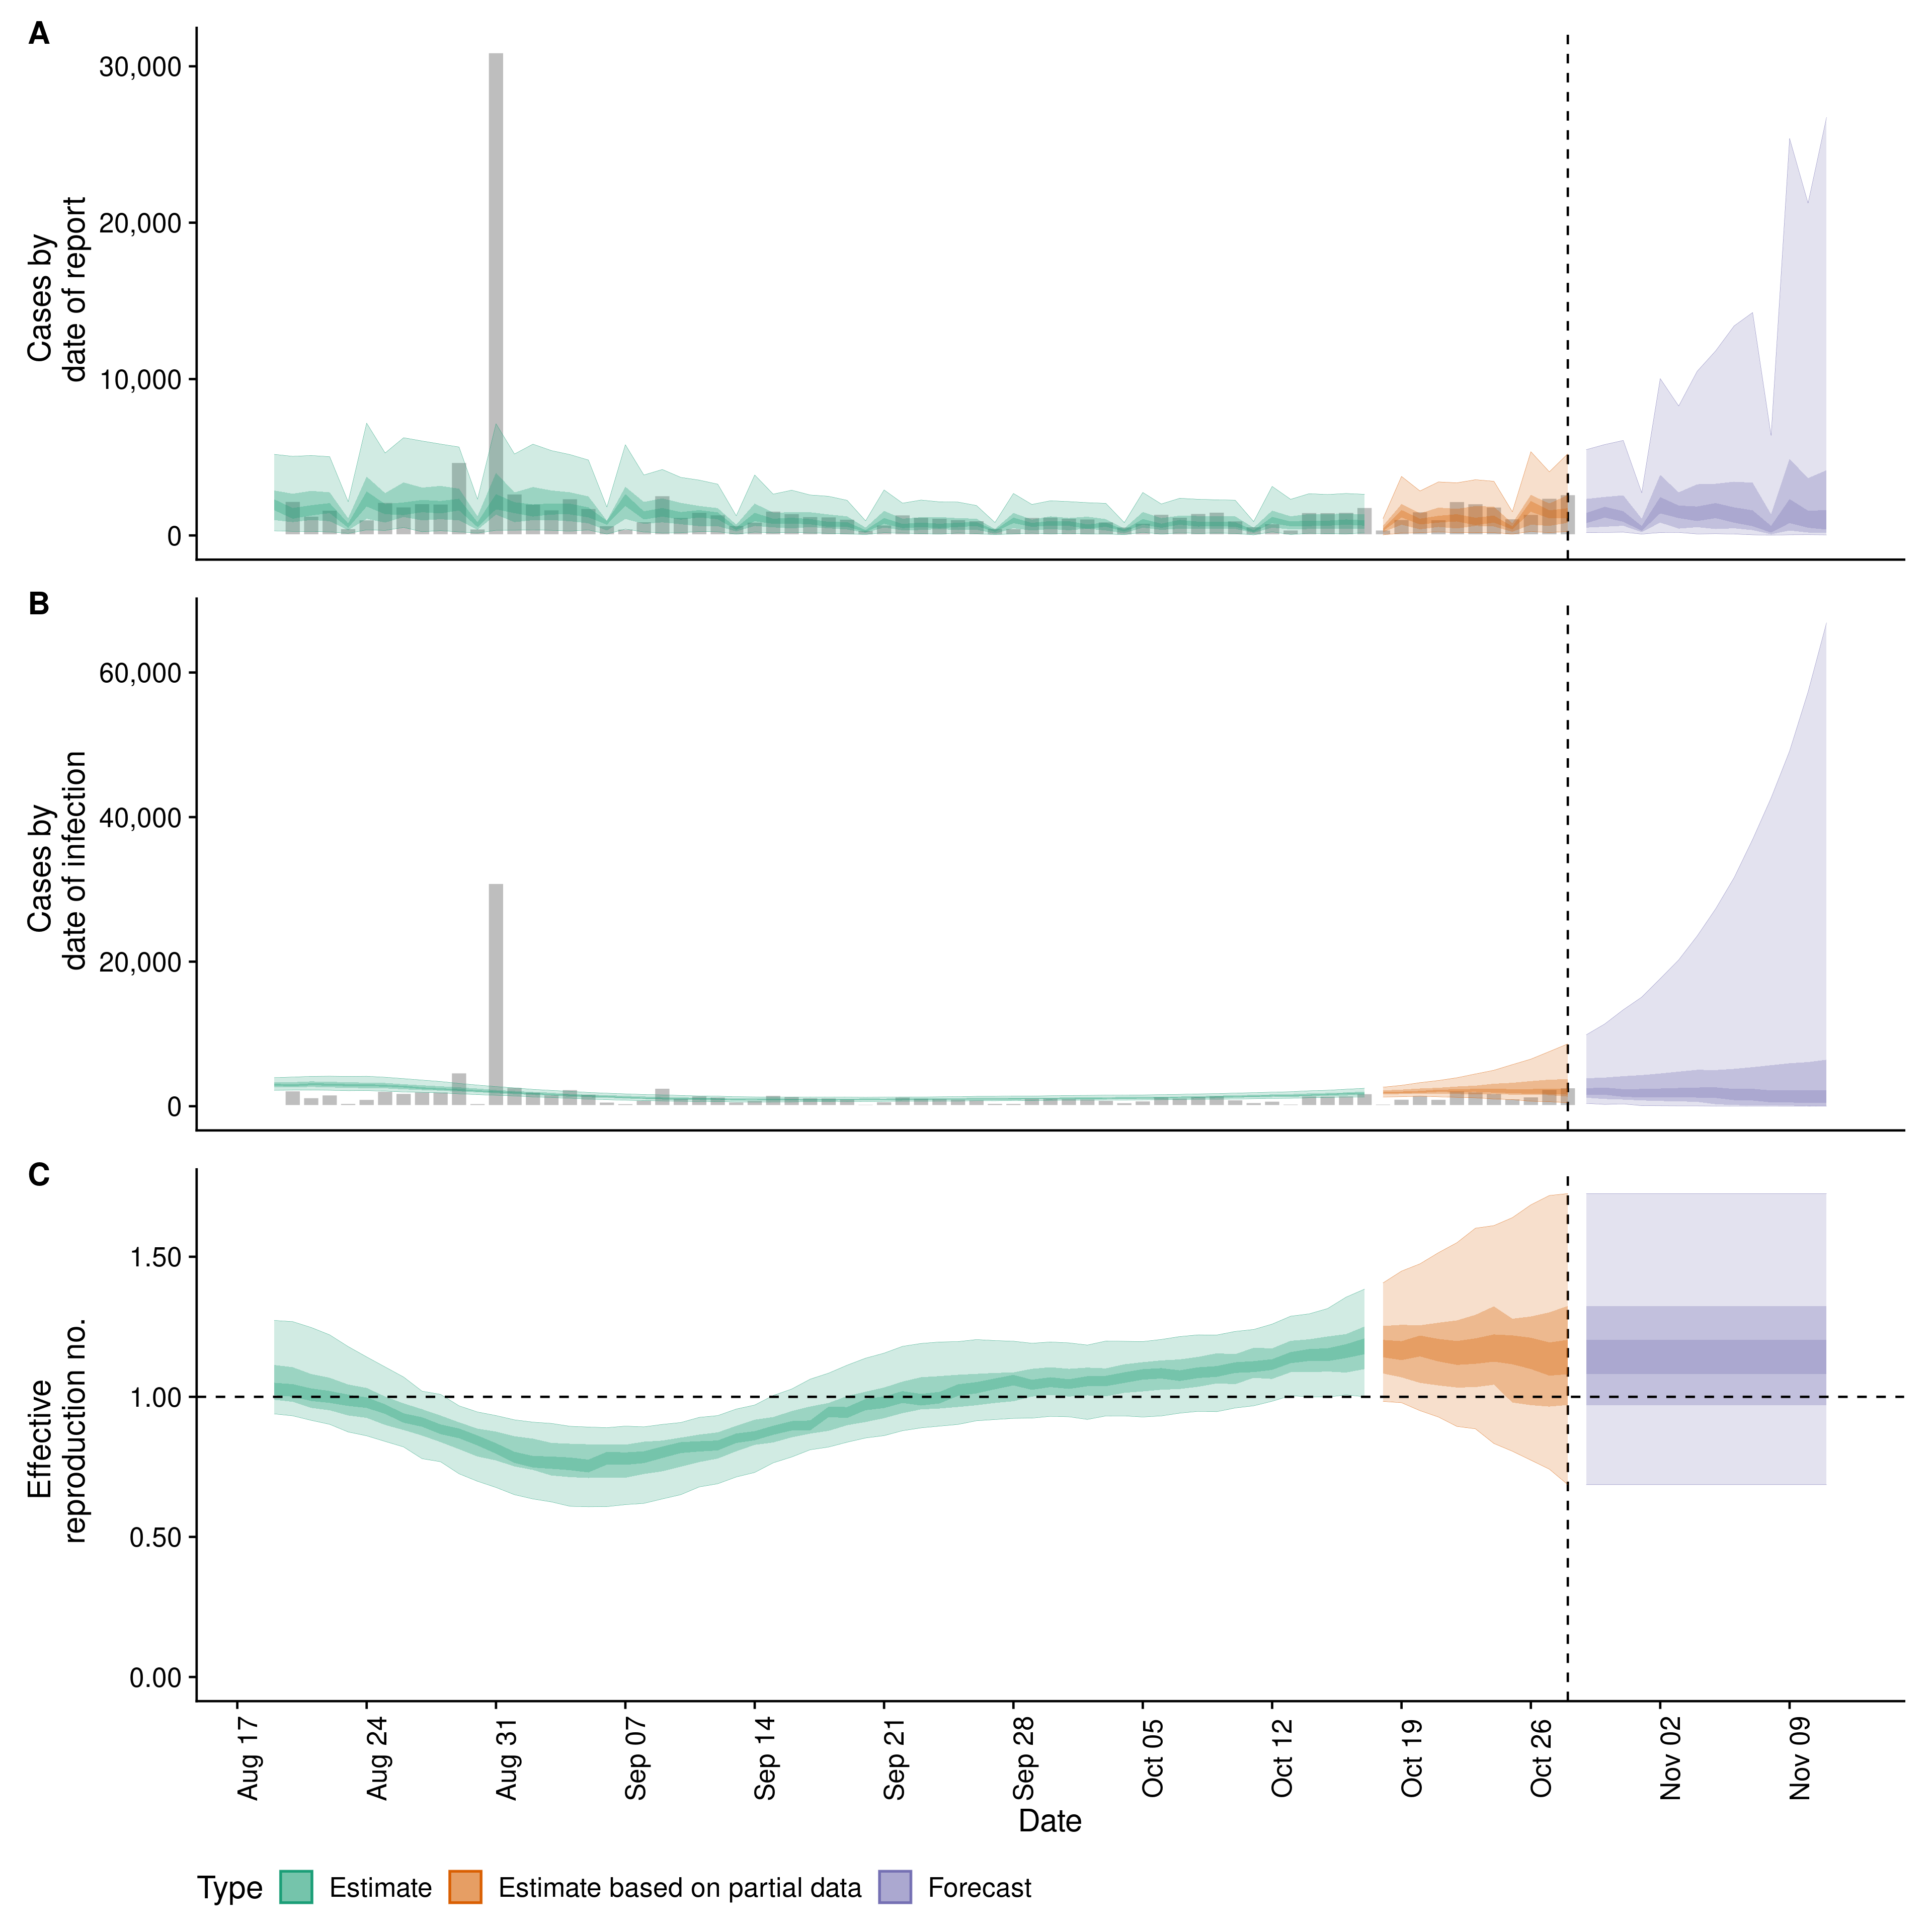 A
30,000
20,000
10,000
0
Cases by
date of report
B
60,000
40,000
20,000
0
Cases by
date of infection
C
1.50
1.00
0.50
0.00
Effective
reproduction no.
Aug 17
Aug 24
Aug 31
Sep 07
Sep 14
Sep 21
Sep 28
Oct 05
Oct 12
Oct 19
Oct 26
Nov 02
Nov 09
Date
Type
Estimate
Estimate based on partial data
Forecast